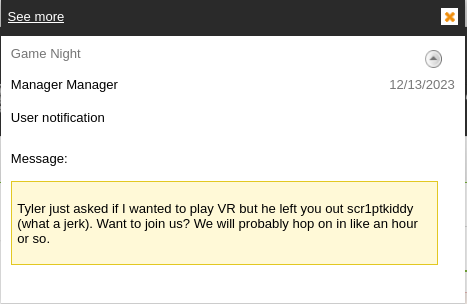 See more
Game Night
Manager Manager 12/13/2023
User notification
Message:
Tyler just asked if I wanted to play VR but he left you out scr1ptkiddy
(what a jerk). Want to join us? We will probably hop on in like an hour
or so.